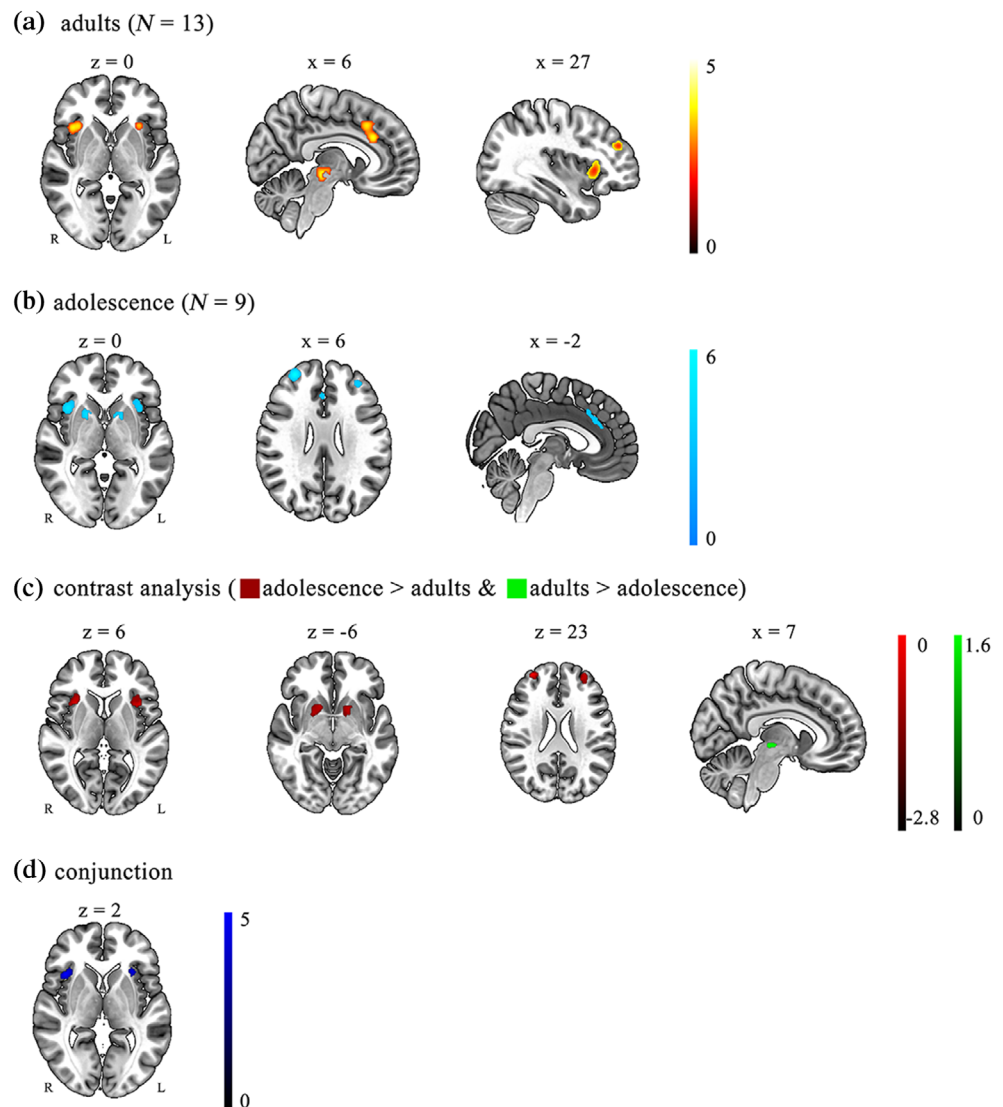 (a) adults (N = 13)
z = 0
x = 6
x = 27
5
0
R
L
(b) adolescence (N = 9)
z = 0
x = 6
x = -2
6
0
R
L
(c) contrast analysis ( adolescence > adults & adults > adolescence)
z = 6
z = -6
z = 23
x = 7
0
1.6
-2.8
0
R
L
(d) conjunction
z = 2
5
0
R
L